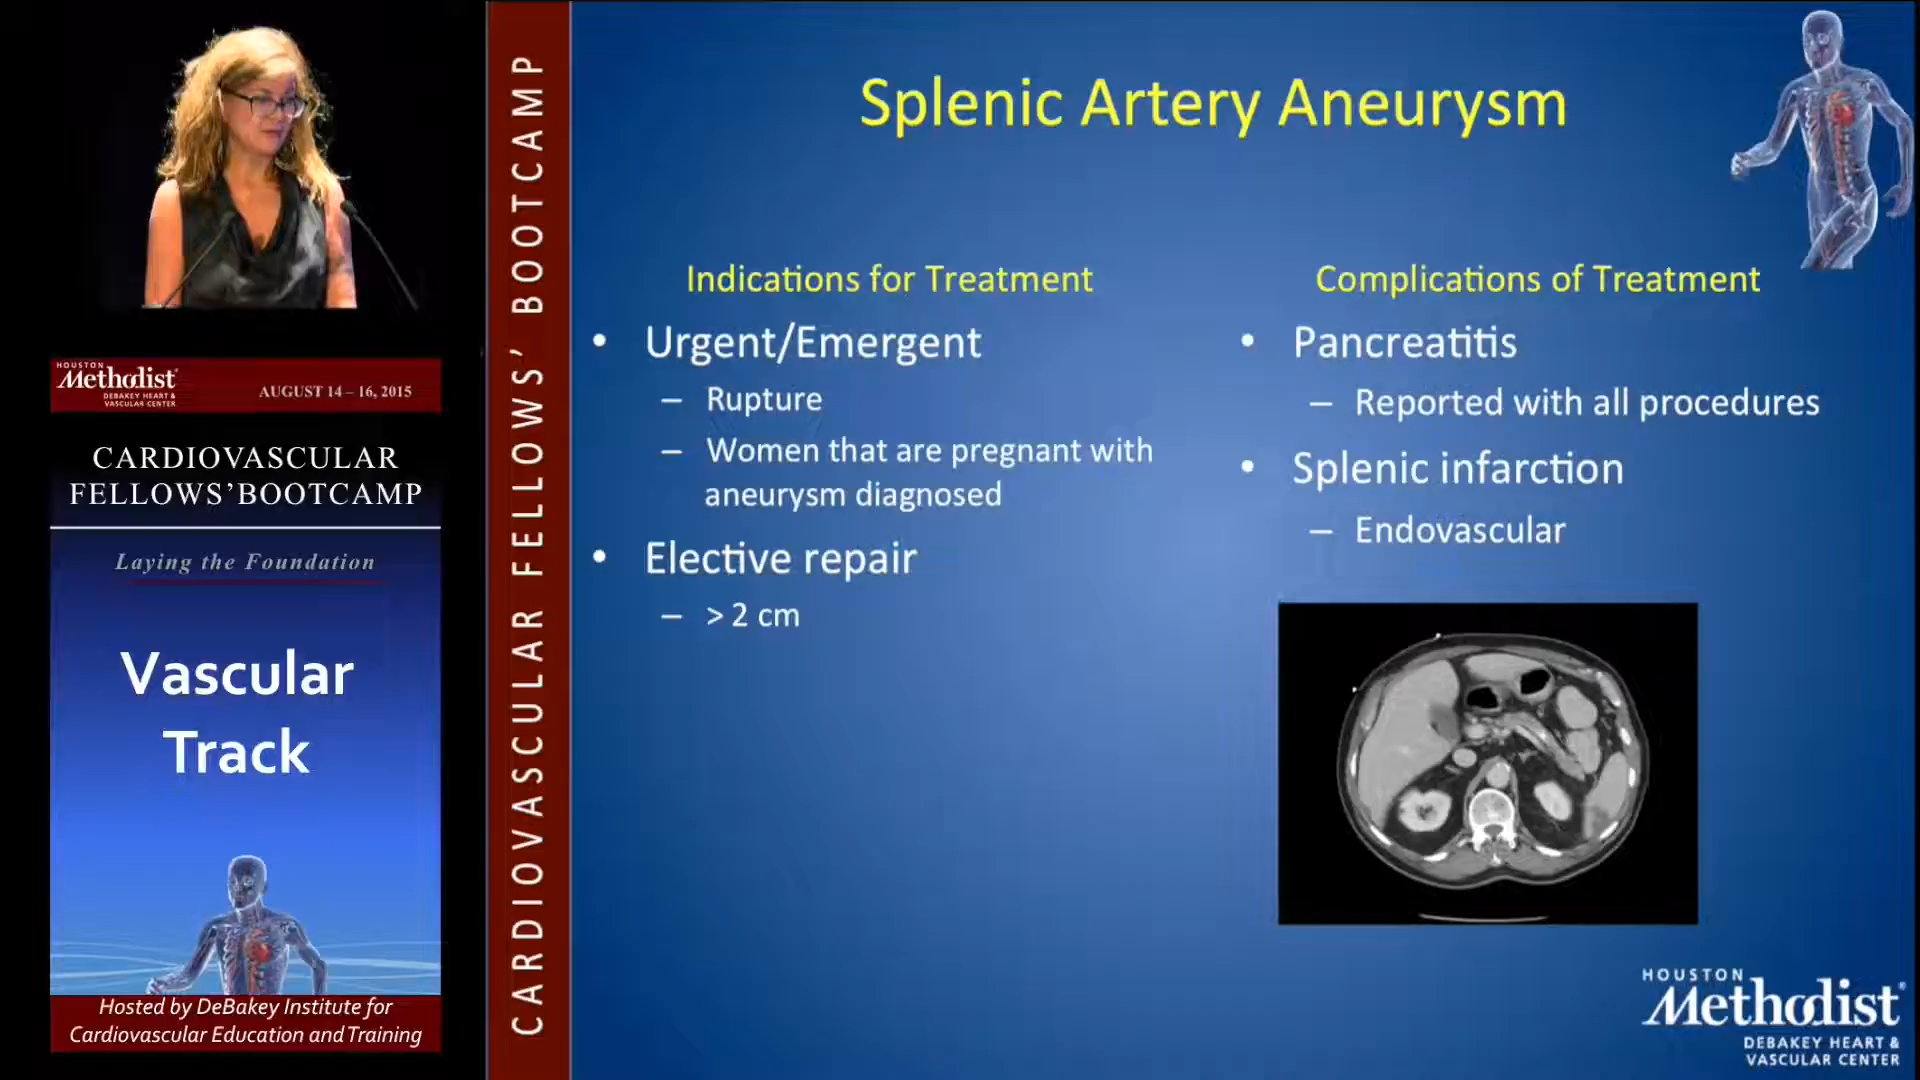 HOUSTON
Methodist
DEBAKEY HEART &
VASCULAR CENTER
AUGUST 14 – 16, 2015
CARDIOVASCULAR
FELLOWS' BOOTCAMP
Laying the Foundation
Vascular
Track
Hosted by DeBakey Institute for
Cardiovascular Education and Training
CARDIOVASCULAR FELLOWS' BOOTCAMP
Splenic Artery Aneurysm
Indications for Treatment
• Urgent/Emergent
– Rupture
– Women that are pregnant with
aneurysm diagnosed
• Elective repair
– > 2 cm
Complications of Treatment
• Pancreatitis
– Reported with all procedures
• Splenic infarction
– Endovascular
HOUSTON
Methodist®
DEBAKEY HEART &
VASCULAR CENTER